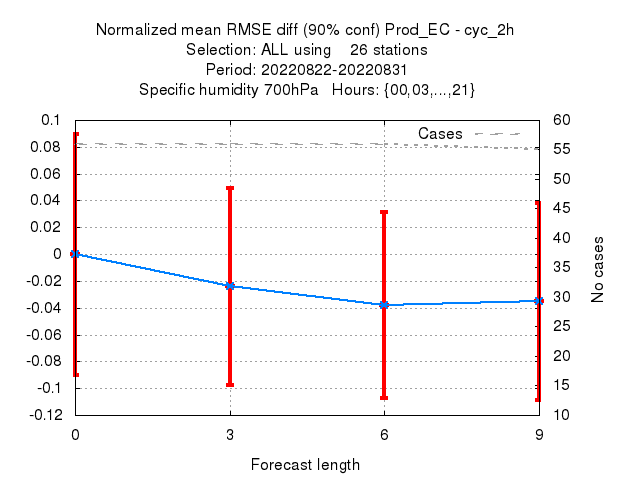 Normalized mean RMSE diff (90% conf) Prod_EC - cyc_2h
Selection: ALL using    26 stations
Period: 20220822-20220831
Specific humidity 700hPa   Hours: {00,03,...,21}
Cases
0.1
0.08
0.06
0.04
0.02
0
-0.02
-0.04
-0.06
-0.08
-0.1
-0.12
60
55
50
45
40
35
30
25
20
15
10
No cases
0 3 6 9
Forecast length